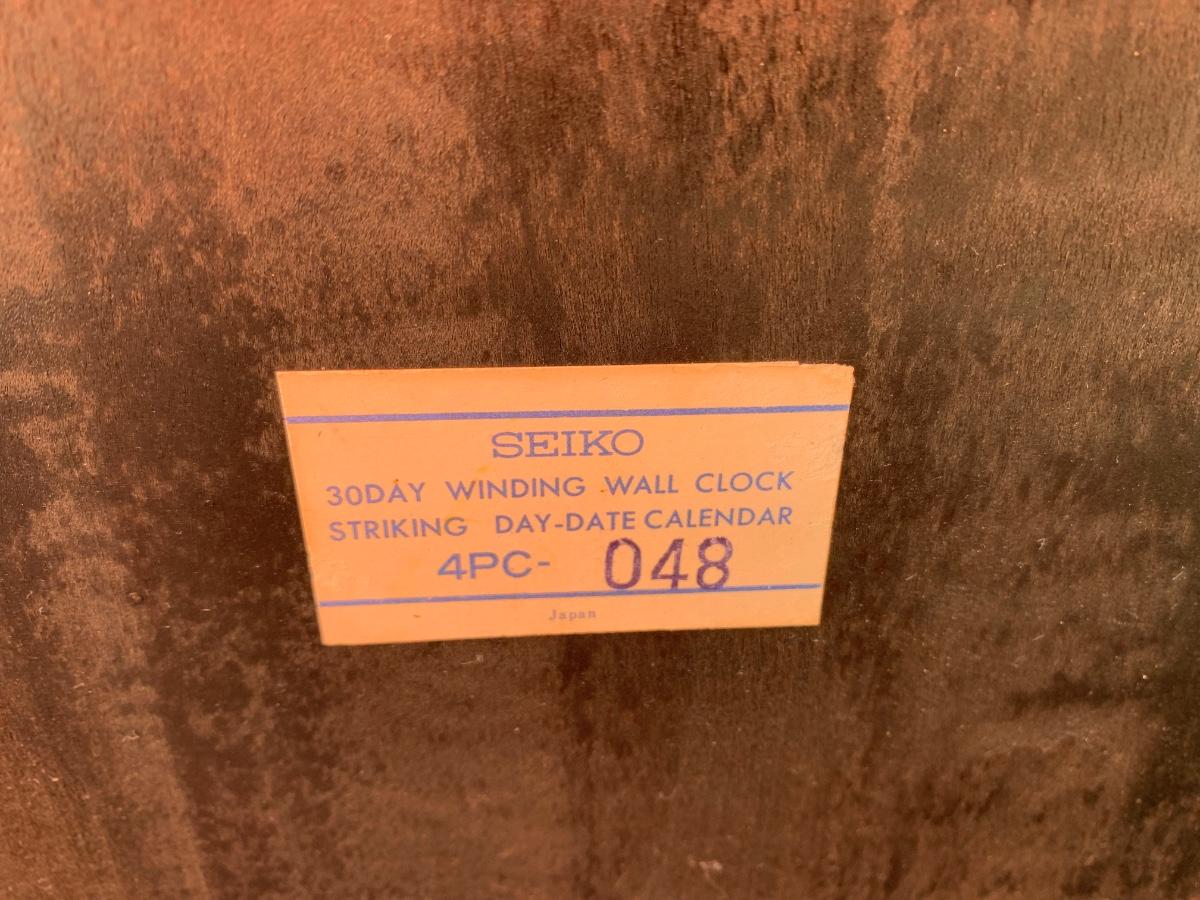 SEIKO
30DAY WINDING WALL CLOCK
STRIKING DAY-DATE CALENDAR
4PC- 048
Japan